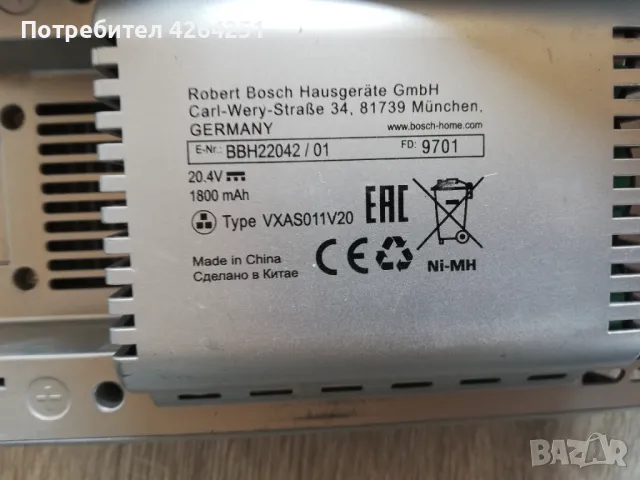 Потребител 4264251
Robert Bosch Hausgeräte GmbH
Carl-Wery-Straße 34, 81739 München,
GERMANY www.bosch-home.com
E-Nr.: BBH22042 / 01 FD: 9701
20.4V
1800 mAh
Type VXAS011V20 EAC
Made in China
Сделано в Китае
CE Ni-MH
BAZAR